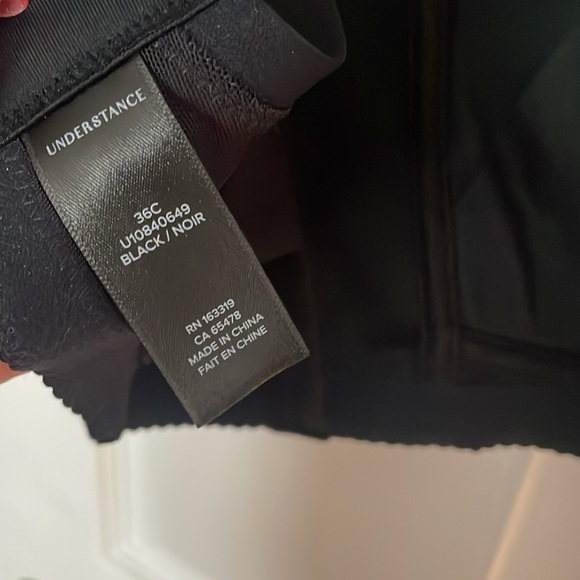 UNDERSTANCE
36C
U10840649
BLACK / NOIR
RN 163319
CA 65478
MADE IN CHINA
FAIT EN CHINE